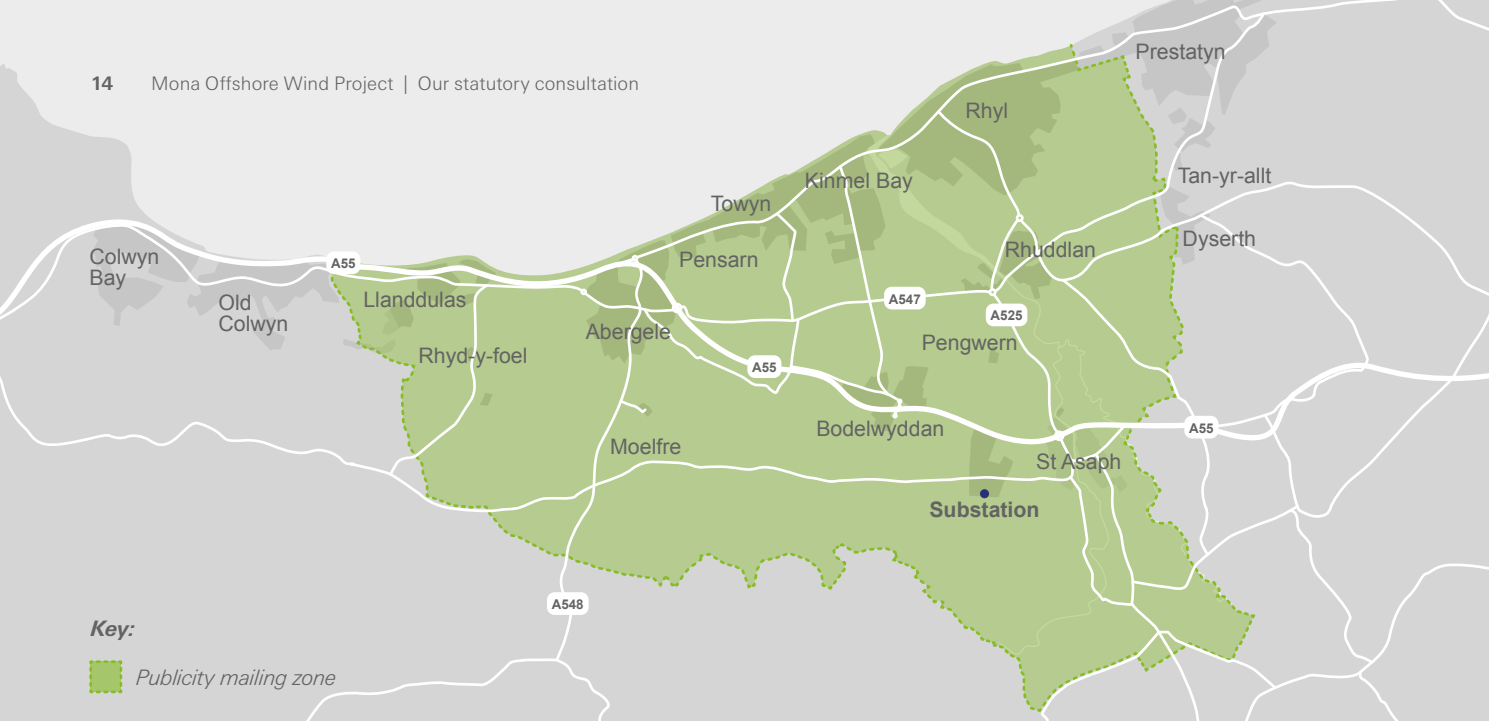 14 Mona Offshore Wind Project | Our statutory consultation
Prestatyn
Rhyl
Kinmel Bay
Tan-yr-allt
Towyn
Dyserth
Rhuddlan
Pensarn
Colwyn
Bay
A55
Old
Colwyn
Llanddulas
A547
A525
Abergele
Pengwern
Rhyd-y-foel
A55
Bodelwyddan
A55
Moelfre
St Asaph
Substation
A548
Key:
Publicity mailing zone